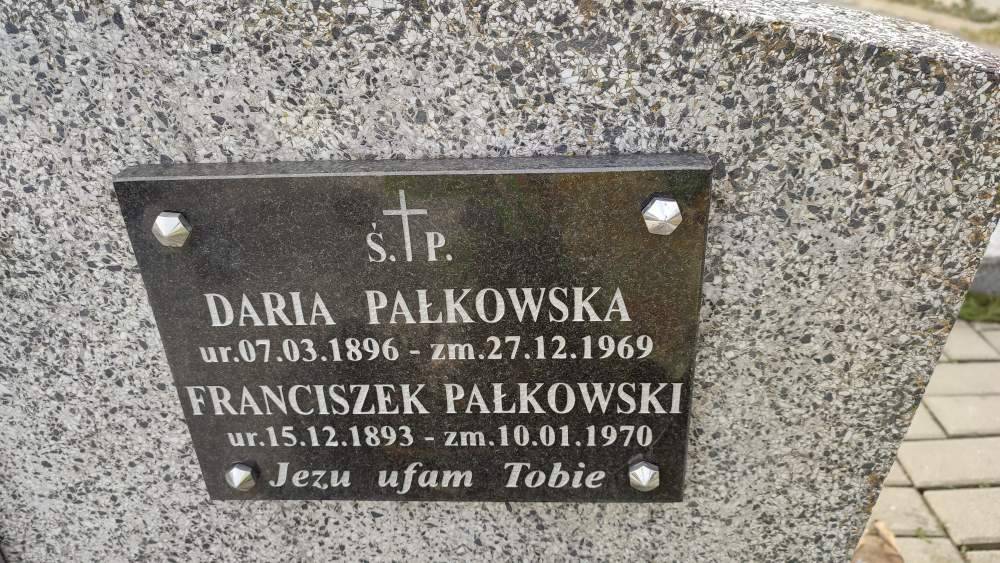 Ś. P.
DARIA PAŁKOWSKA
ur.07.03.1896 - zm.27.12.1969
FRANCISZEK PAŁKOWSKI
ur.15.12.1893 - zm.10.01.1970
Jezu ufam Tobie